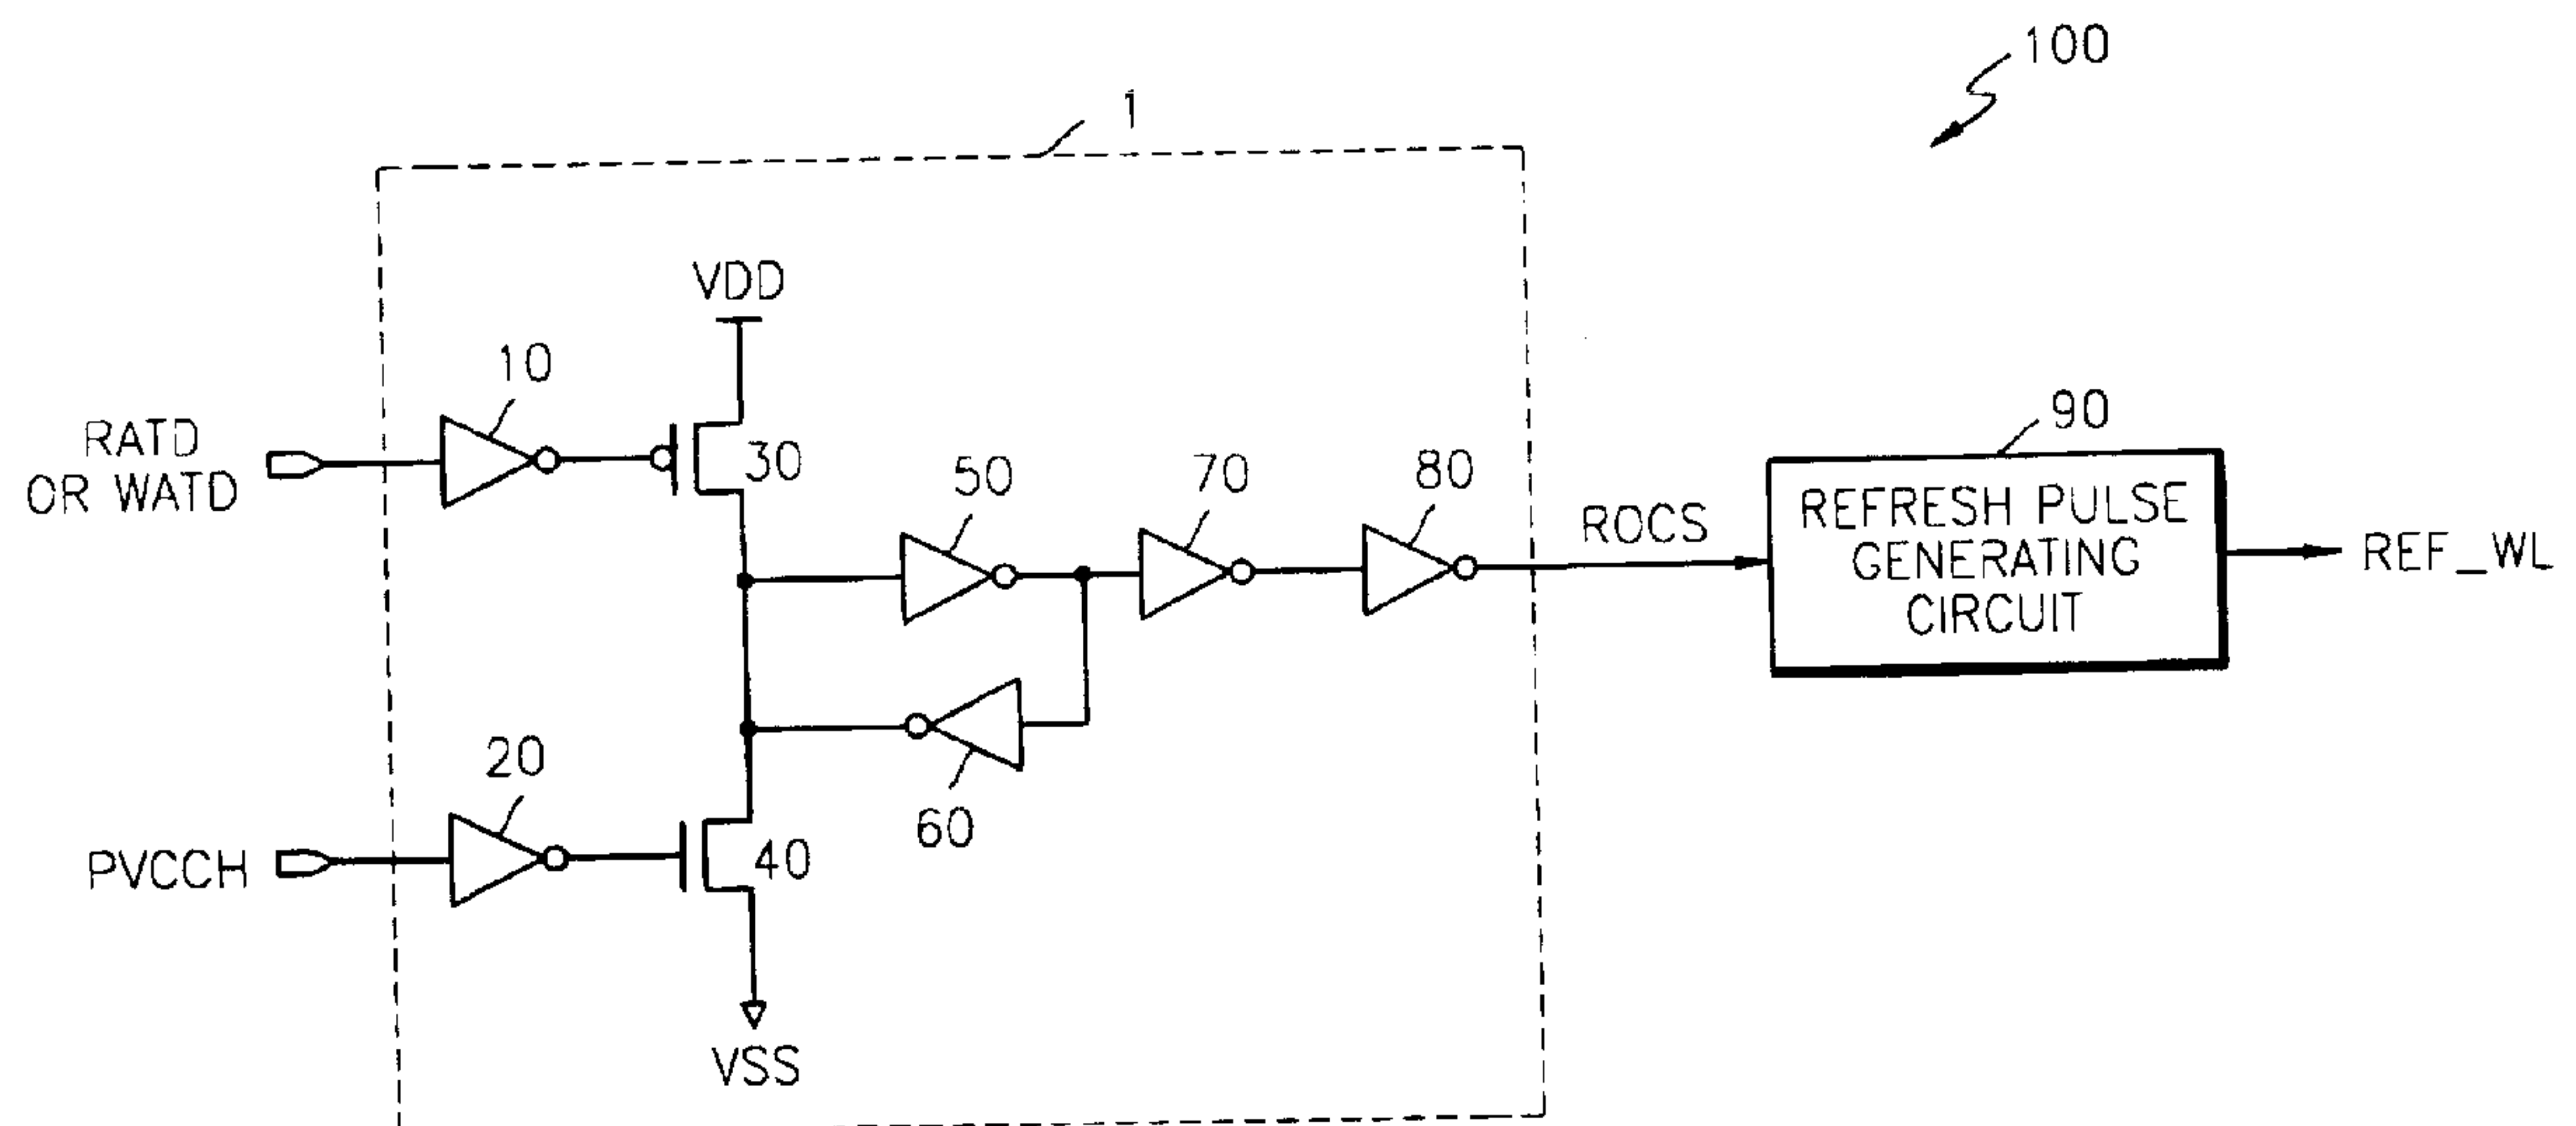 100
1
VDD
10
RATD
OR WATD
30
50
70
80
ROCS
90
REFRESH PULSE
GENERATING
CIRCUIT
REF_WL
20
60
PVCCH
40
VSS